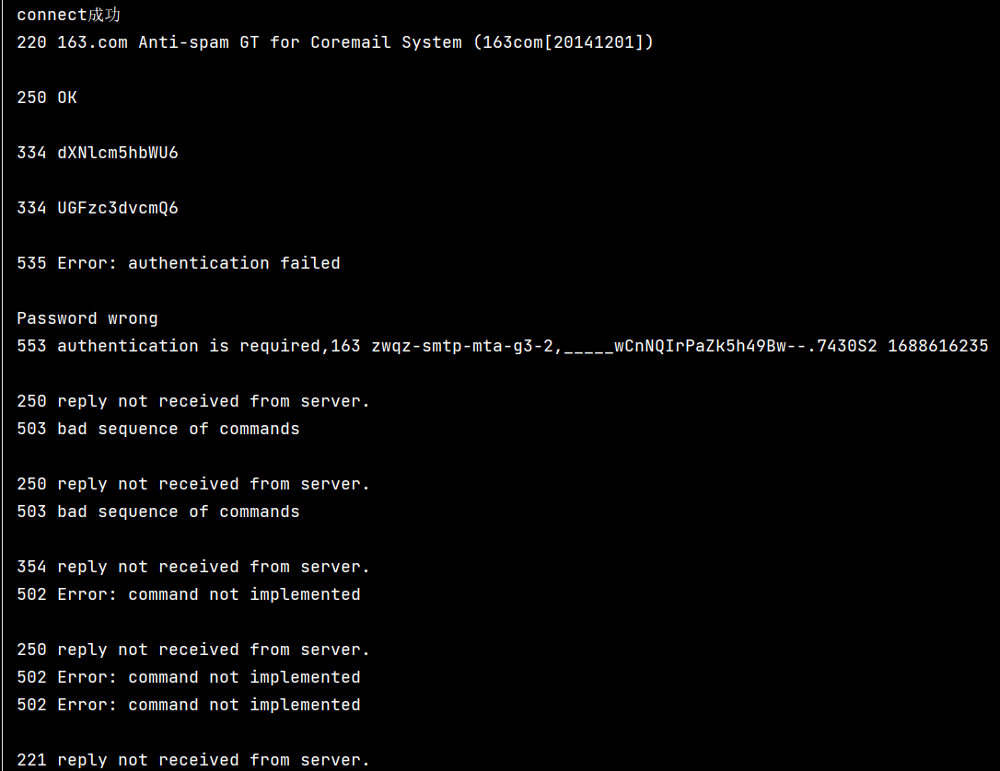 connect成功
220 163.com Anti-spam GT for Coremail System (163com[20141201])
250 OK
334 dXNlcm5hbWU6
334 UGFzc3dvcmQ6
535 Error: authentication failed
Password wrong
553 authentication is required,163 zwqz-smtp-mta-g3-2,_____wCnNQIrPaZk5h49Bw--.7430S2 1688616235
250 reply not received from server.
503 bad sequence of commands
250 reply not received from server.
503 bad sequence of commands
354 reply not received from server.
502 Error: command not implemented
250 reply not received from server.
502 Error: command not implemented
502 Error: command not implemented
221 reply not received from server.